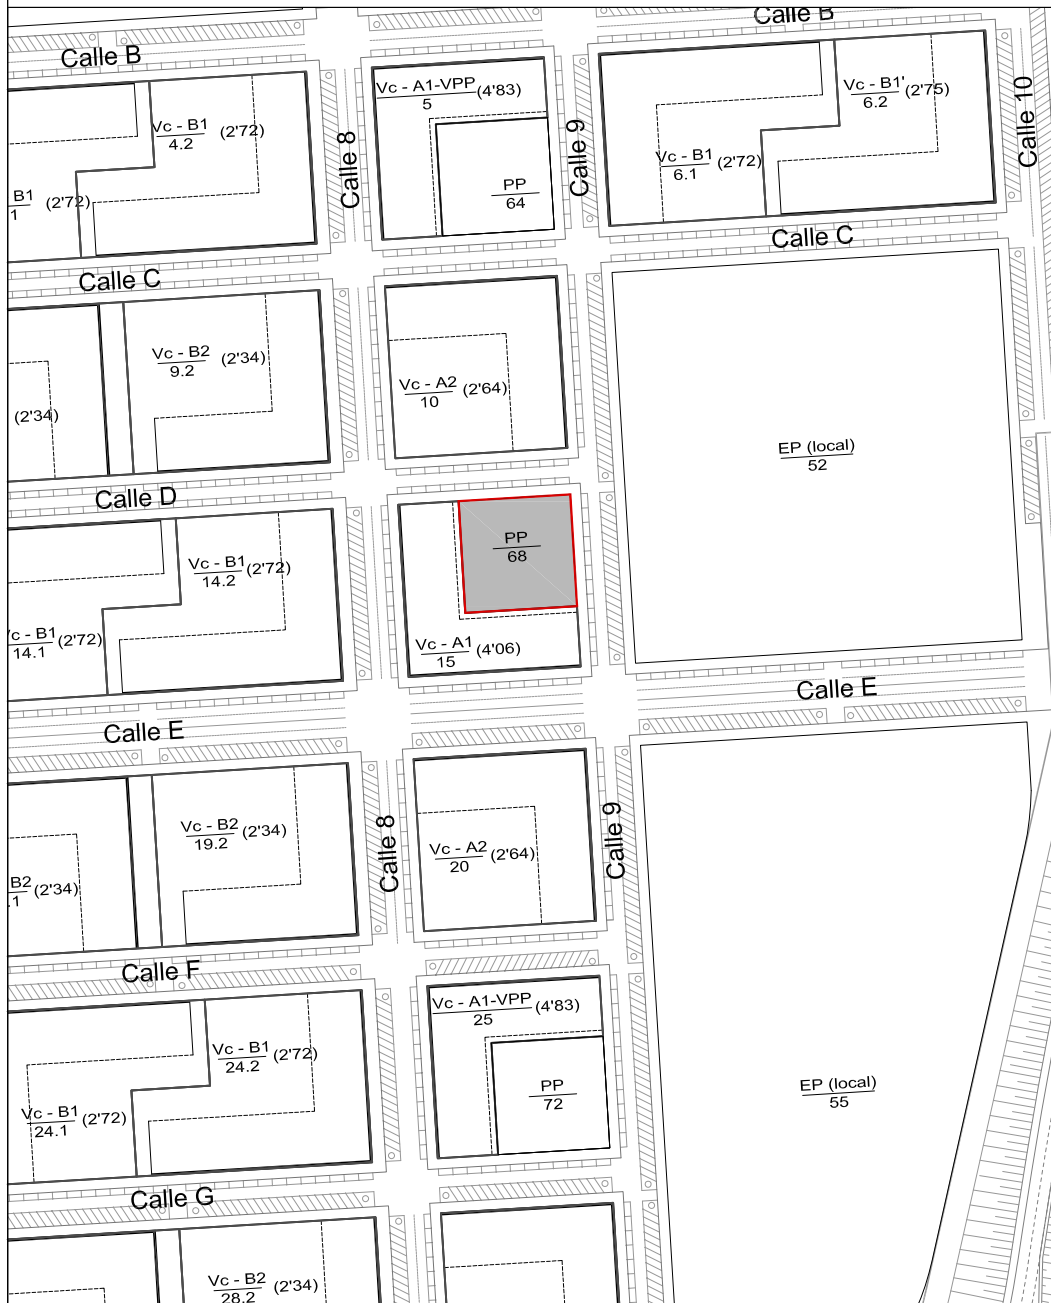 Calle B
Calle B
Calle 10
Vc - A1-VPP (4'83)
5
Vc - B1' (2'75)
6.2
Vc - B1 (2'72)
4.2
Calle 8
Calle 9
Vc - B1 (2'72)
6.1
B1 (2'72)
1
PP
64
Calle C
Calle C
Vc - B2 (2'34)
9.2
Vc - A2 (2'64)
10
(2'34)
EP (local)
52
Calle D
PP
68
Vc - B1 (2'72)
14.2
Vc - B1 (2'72)
14.1
Vc - A1 (4'06)
15
Calle E
Calle E
Vc - B2 (2'34)
19.2
Vc - A2 (2'64)
20
Calle 8
Calle 9
B2 (2'34)
.1
Calle F
Vc - A1-VPP (4'83)
25
Vc - B1 (2'72)
24.2
Vc - B1 (2'72)
24.1
PP
72
EP (local)
55
Calle G
Vc - B2 (2'34)
28.2